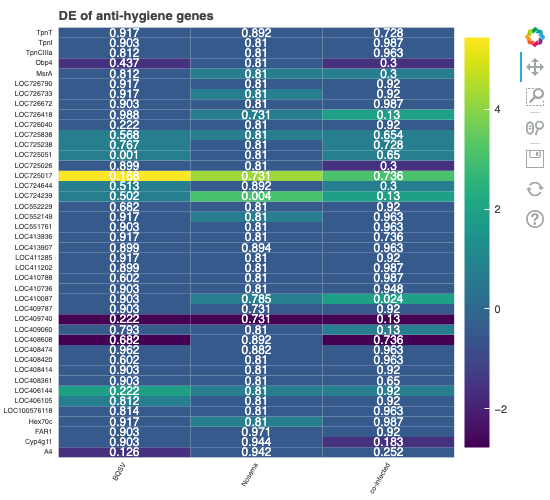 DE of anti-hygiene genes
TpnT 0.917 0.892 0.728
TpnI 0.903 0.81 0.987
TpnCIIIa 0.812 0.81 0.963
Obp4 0.437 0.81 0.3
MsrA 0.812 0.81 0.3
LOC726790 0.917 0.81 0.92
LOC726733 0.917 0.81 0.92
LOC726672 0.903 0.81 0.987
LOC726418 0.988 0.731 0.13
LOC726040 0.222 0.81 0.92
LOC725838 0.568 0.81 0.654
LOC725238 0.767 0.81 0.728
LOC725051 0.001 0.81 0.65
LOC725026 0.899 0.81 0.3
LOC725017 0.731 0.736
LOC724644 0.513 0.892 0.3
LOC724239 0.502 0.004 0.13
LOC552229 0.682 0.81 0.92
LOC552149 0.917 0.81 0.963
LOC551761 0.903 0.81 0.963
LOC413936 0.917 0.81 0.736
LOC413907 0.899 0.894 0.963
LOC411285 0.917 0.81 0.92
LOC411202 0.899 0.81 0.987
LOC410788 0.602 0.81 0.987
LOC410736 0.903 0.81 0.948
LOC410087 0.903 0.785 0.024
LOC409787 0.903 0.731 0.92
LOC409740 0.222 0.731 0.13
LOC409060 0.793 0.81 0.13
LOC408608 0.682 0.892 0.736
LOC408474 0.962 0.882 0.963
LOC408420 0.602 0.81 0.963
LOC408414 0.903 0.81 0.92
LOC408361 0.903 0.81 0.65
LOC406144 0.222 0.81 0.92
LOC406105 0.812 0.81 0.92
LOC100576118 0.814 0.81 0.963
Hex70c 0.917 0.81 0.987
FAR1 0.903 0.971 0.92
Cyp4g11 0.903 0.944 0.183
A4 0.126 0.942 0.252
BQSV Nosema co-infected
4
2
0
−2